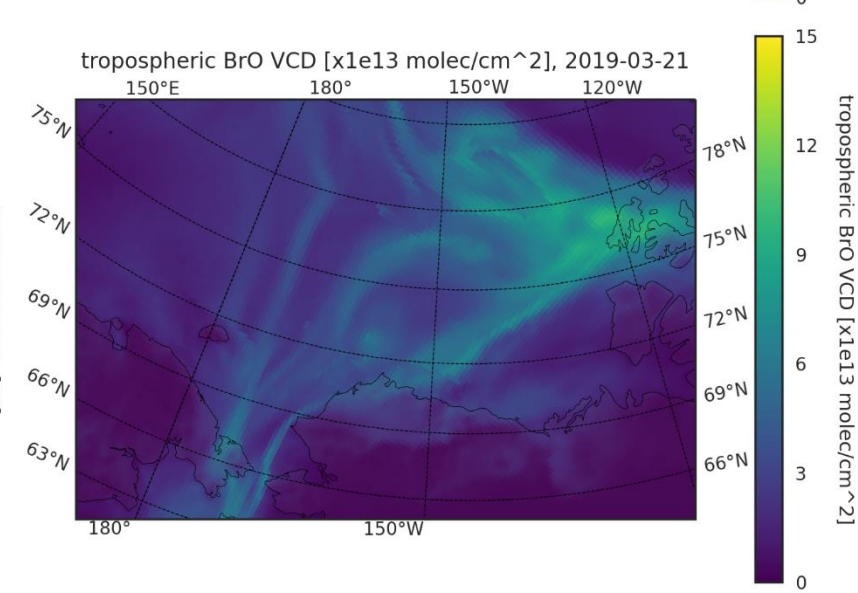 tropospheric BrO VCD [x1e13 molec/cm^2], 2019-03-21
150°E 180° 150°W 120°W
75°N
72°N
69°N
66°N
63°N
78°N
75°N
72°N
69°N
66°N
180° 150°W
15
12
9
6
3
0
tropospheric BrO VCD [x1e13 molec/cm^2]